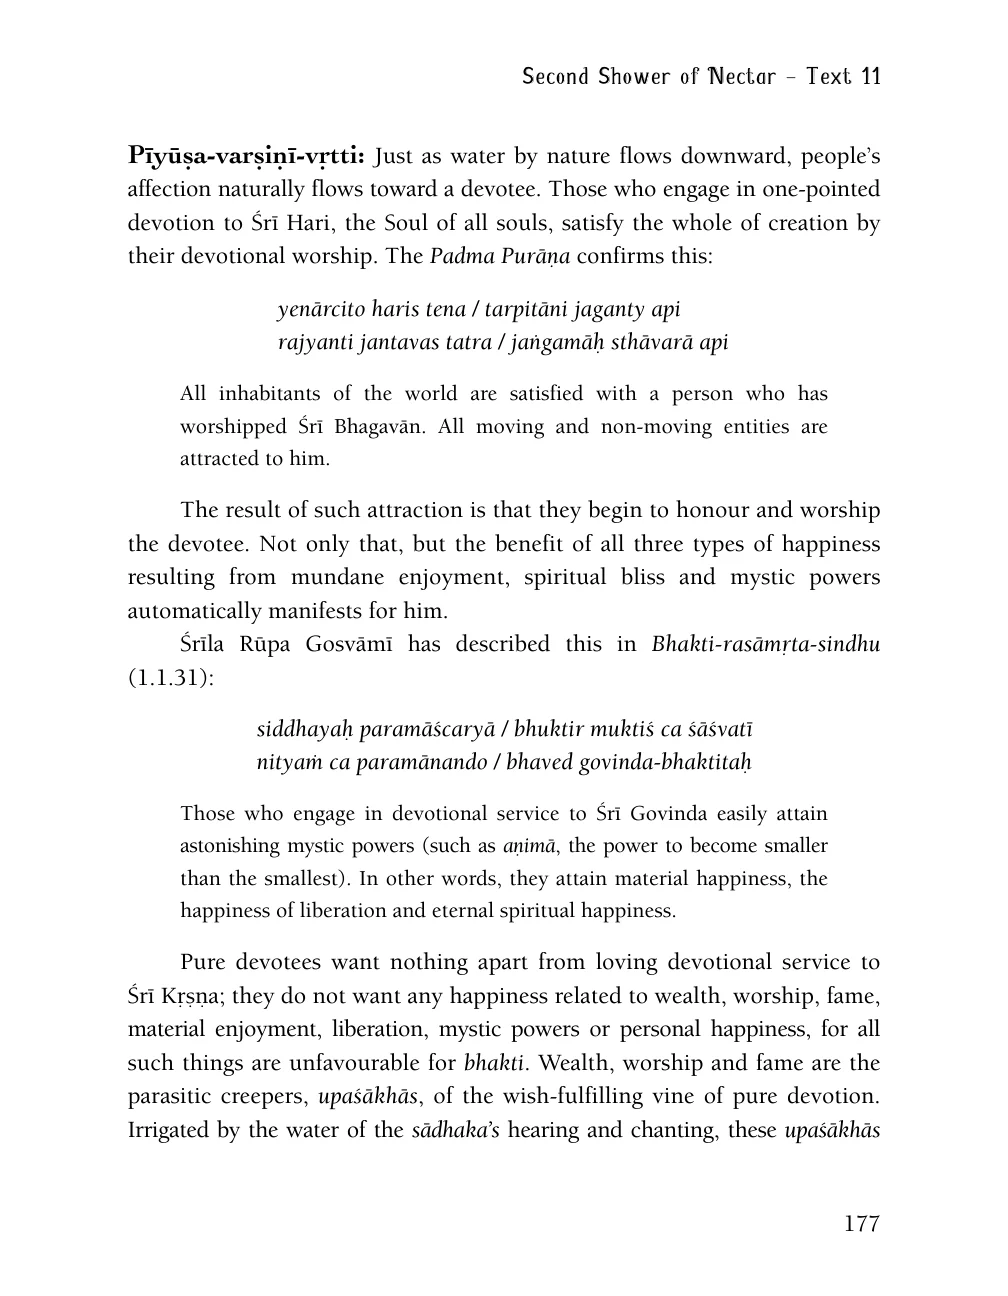 Second Shower of Nectar – Text 11
Pīyūṣa-varṣiṇī-vṛtti: Just as water by nature flows downward, people’s
affection naturally flows toward a devotee. Those who engage in one-pointed
devotion to Śrī Hari, the Soul of all souls, satisfy the whole of creation by
their devotional worship. The Padma Purāṇa confirms this:
yenārcito haris tena / tarpitāni jaganty api
rajyanti jantavas tatra / jaṅgamāḥ sthāvarā api
All inhabitants of the world are satisfied with a person who has
worshipped Śrī Bhagavān. All moving and non-moving entities are
attracted to him.
The result of such attraction is that they begin to honour and worship
the devotee. Not only that, but the benefit of all three types of happiness
resulting from mundane enjoyment, spiritual bliss and mystic powers
automatically manifests for him.
Śrīla Rūpa Gosvāmī has described this in Bhakti-rasāmṛta-sindhu
(1.1.31):
siddhayaḥ paramāścaryā / bhuktir muktiś ca śāśvatī
nityaṁ ca paramānando / bhaved govinda-bhaktitaḥ
Those who engage in devotional service to Śrī Govinda easily attain
astonishing mystic powers (such as aṇimā, the power to become smaller
than the smallest). In other words, they attain material happiness, the
happiness of liberation and eternal spiritual happiness.
Pure devotees want nothing apart from loving devotional service to
Śrī Kṛṣṇa; they do not want any happiness related to wealth, worship, fame,
material enjoyment, liberation, mystic powers or personal happiness, for all
such things are unfavourable for bhakti. Wealth, worship and fame are the
parasitic creepers, upaśākhās, of the wish-fulfilling vine of pure devotion.
Irrigated by the water of the sādhaka’s hearing and chanting, these upaśākhās
177